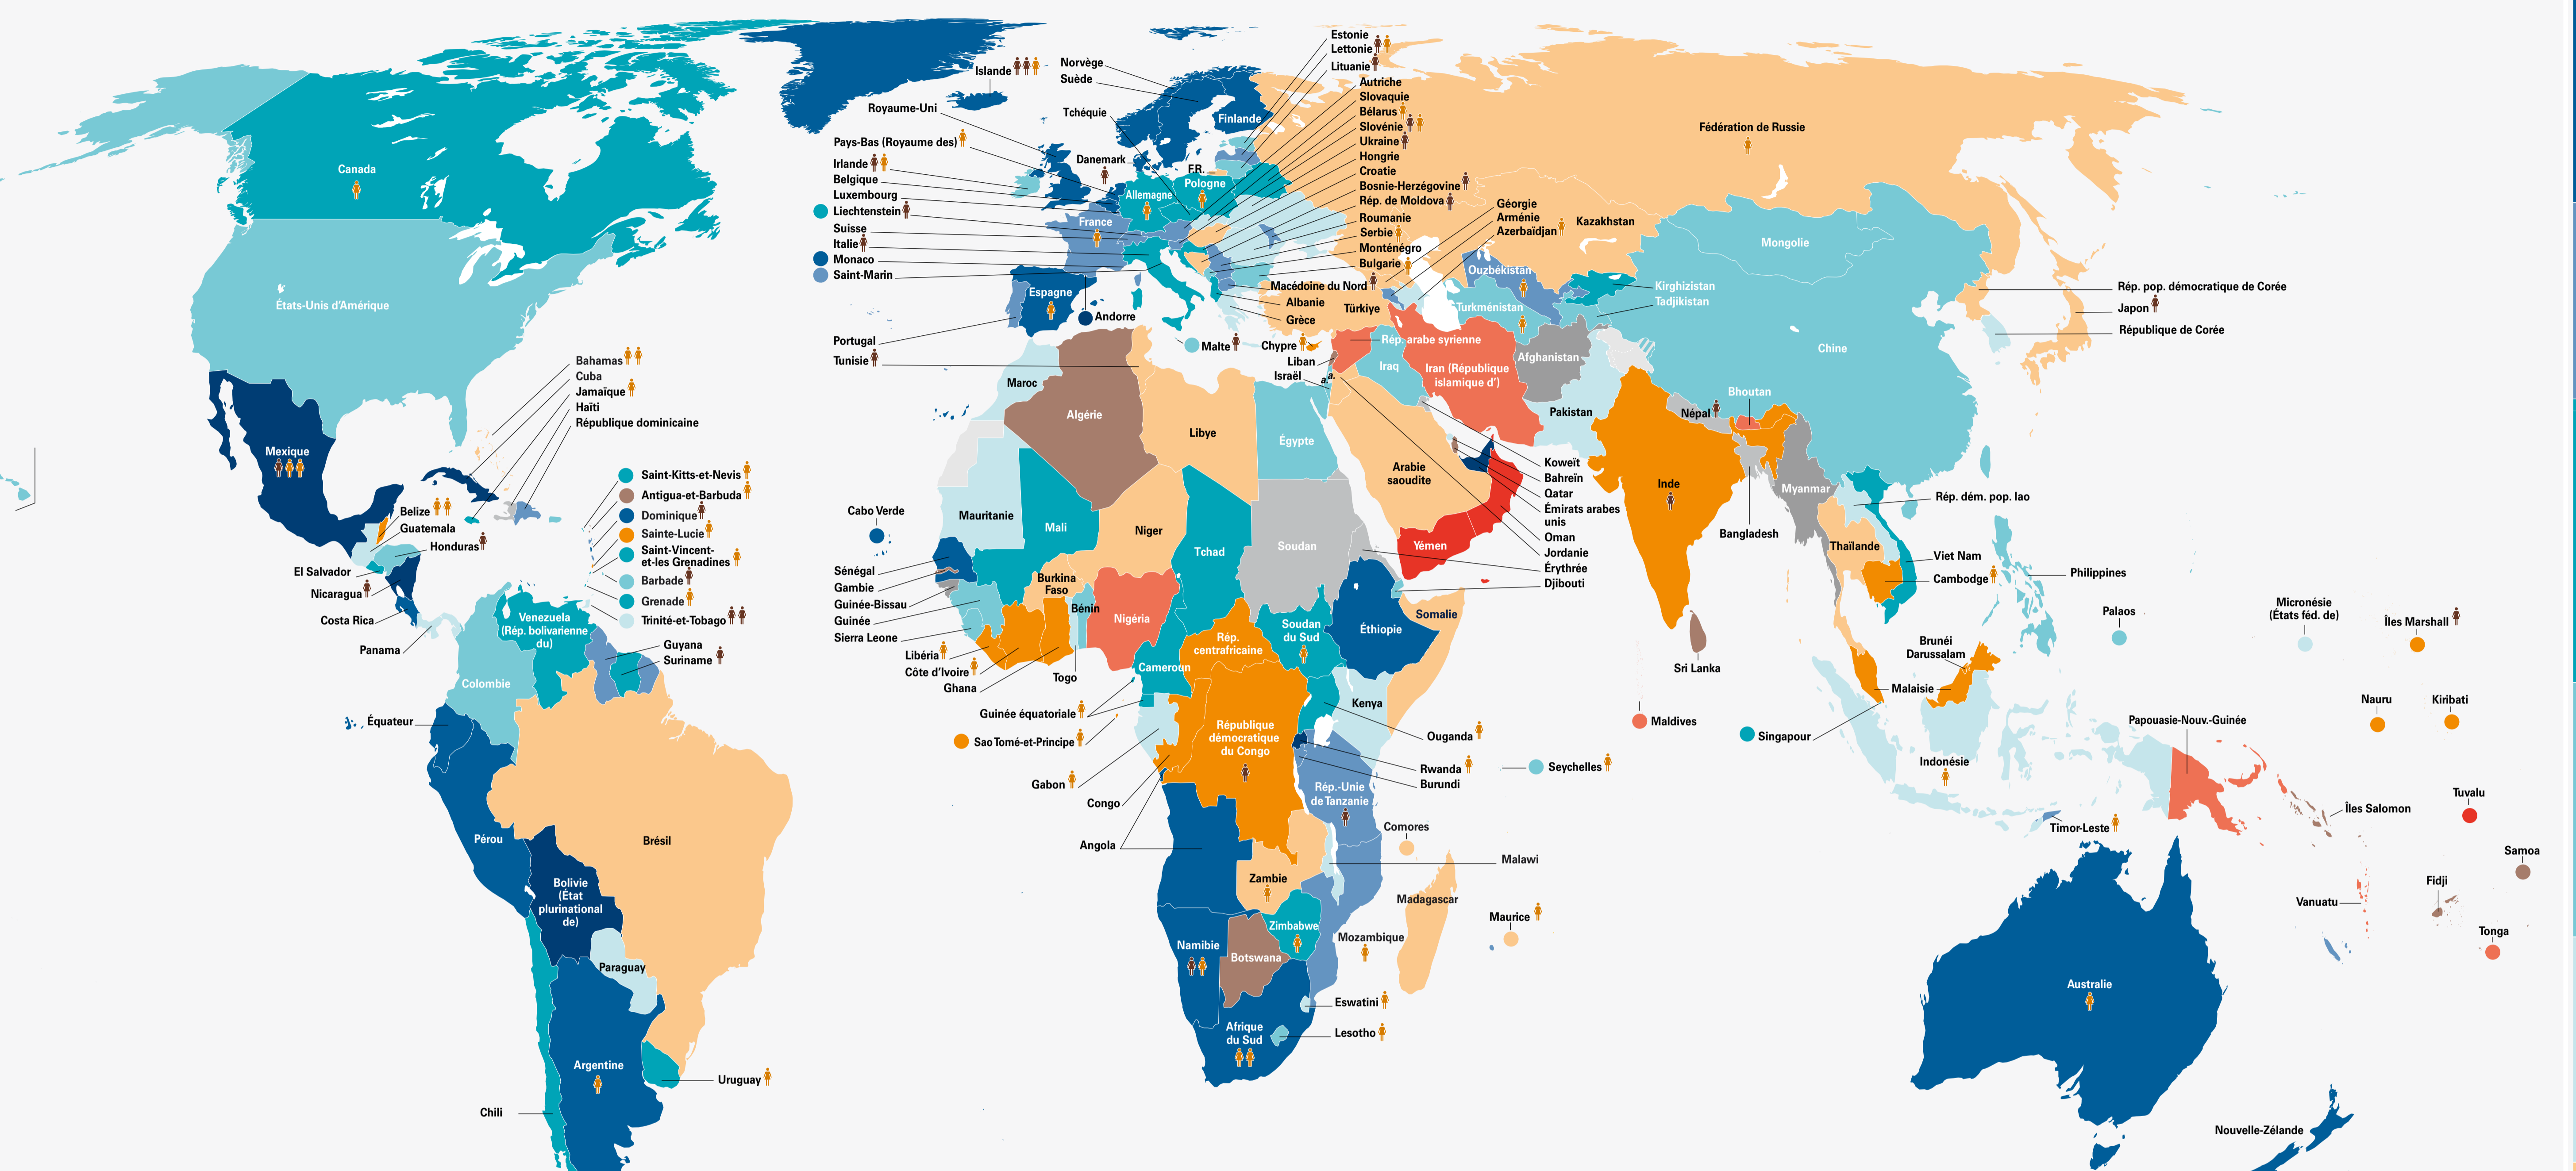 Canada
États-Unis d'Amérique
Mexique
Bahamas
Cuba
Jamaïque
Haïti
République dominicaine
Belize
Guatemala
Honduras
El Salvador
Nicaragua
Costa Rica
Panama
Saint-Kitts-et-Nevis
Antigua-et-Barbuda
Dominique
Sainte-Lucie
Saint-Vincent-
et-les Grenadines
Barbade
Grenade
Trinité-et-Tobago
Venezuela
(Rép. bolivarienne
du)
Guyana
Suriname
Colombie
Équateur
Pérou
Brésil
Bolivie
(État
plurinational
de)
Paraguay
Argentine
Uruguay
Chili
Islande
Norvège
Suède
Royaume-Uni
Tchéquie
Finlande
Pays-Bas (Royaume des)
Irlande
Belgique
Luxembourg
Liechtenstein
Suisse
Italie
Monaco
Saint-Marin
Danemark
F.R.
Pologne
Allemagne
France
Espagne
Andorre
Portugal
Tunisie
Malte
Estonie
Lettonie
Lituanie
Autriche
Slovaquie
Bélarus
Slovénie
Ukraine
Hongrie
Croatie
Bosnie-Herzégovine
Rép. de Moldova
Roumanie
Serbie
Monténégro
Bulgarie
Macédoine du Nord
Albanie
Grèce
Türkiye
Chypre
Liban
Israël
a.
a.
Géorgie
Arménie
Azerbaïdjan
Fédération de Russie
Kazakhstan
Ouzbékistan
Turkménistan
Kirghizistan
Tadjikistan
Mongolie
Chine
Rép. pop. démocratique de Corée
Japon
République de Corée
Rép. arabe syrienne
Iraq
Iran (République
islamique d')
Afghanistan
Pakistan
Népal
Bhoutan
Inde
Bangladesh
Myanmar
Sri Lanka
Maldives
Koweït
Bahreïn
Qatar
Émirats arabes
unis
Oman
Jordanie
Érythrée
Djibouti
Arabie
saoudite
Yémen
Maroc
Algérie
Libye
Égypte
Mauritanie
Mali
Niger
Tchad
Soudan
Cabo Verde
Sénégal
Gambie
Guinée-Bissau
Guinée
Sierra Leone
Libéria
Côte d'Ivoire
Ghana
Togo
Burkina
Faso
Bénin
Nigéria
Cameroun
Rép.
centrafricaine
Soudan
du Sud
Éthiopie
Somalie
Kenya
Guinée équatoriale
Sao Tomé-et-Principe
Gabon
Congo
Angola
République
démocratique
du Congo
Ouganda
Rwanda
Burundi
Rép.-Unie
de Tanzanie
Seychelles
Comores
Malawi
Zambie
Madagascar
Maurice
Zimbabwe
Mozambique
Namibie
Botswana
Eswatini
Lesotho
Afrique
du Sud
Rép. dém. pop. lao
Thaïlande
Viet Nam
Cambodge
Philippines
Brunéi
Darussalam
Malaisie
Singapour
Indonésie
Timor-Leste
Palaos
Micronésie
(États féd. de)
Îles Marshall
Nauru
Kiribati
Papouasie-Nouv.-Guinée
Îles Salomon
Tuvalu
Samoa
Fidji
Vanuatu
Tonga
Australie
Nouvelle-Zélande